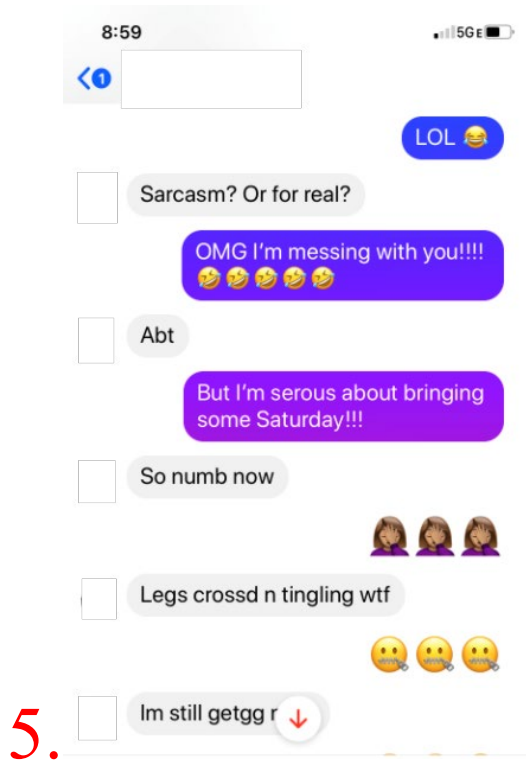 8:59
5GE
1
LOL 😂
Sarcasm? Or for real?
OMG I'm messing with you!!!!
🤣🤣🤣🤣🤣
Abt
But I'm serous about bringing
some Saturday!!!
So numb now
🤦🏽‍♀️🤦🏽‍♀️🤦🏽‍♀️
Legs crossd n tingling wtf
🤐🤐🤐
Im still getgg
5.